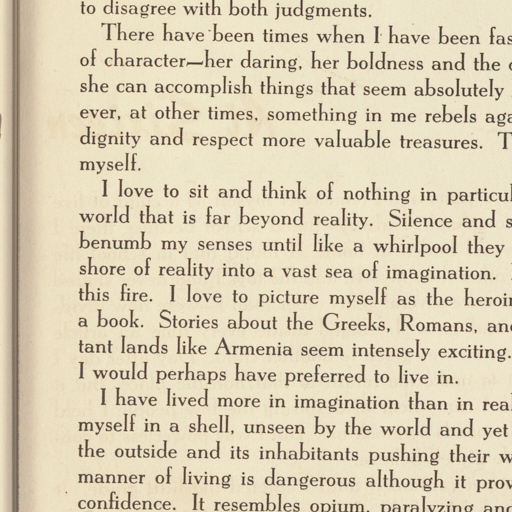 to disagree with both judgments.
There have been times when I have been fas
of character—her daring, her boldness and the
she can accomplish things that seem absolutely
ever, at other times, something in me rebels aga
dignity and respect more valuable treasures. T
myself.
I love to sit and think of nothing in particul
world that is far beyond reality. Silence and s
benumb my senses until like a whirlpool they
shore of reality into a vast sea of imagination.
this fire. I love to picture myself as the heroin
a book. Stories about the Greeks, Romans, and
tant lands like Armenia seem intensely exciting.
I would perhaps have preferred to live in.
I have lived more in imagination than in real
myself in a shell, unseen by the world and yet
the outside and its inhabitants pushing their w
manner of living is dangerous although it prov
confidence. It resembles opium, paralyzing and